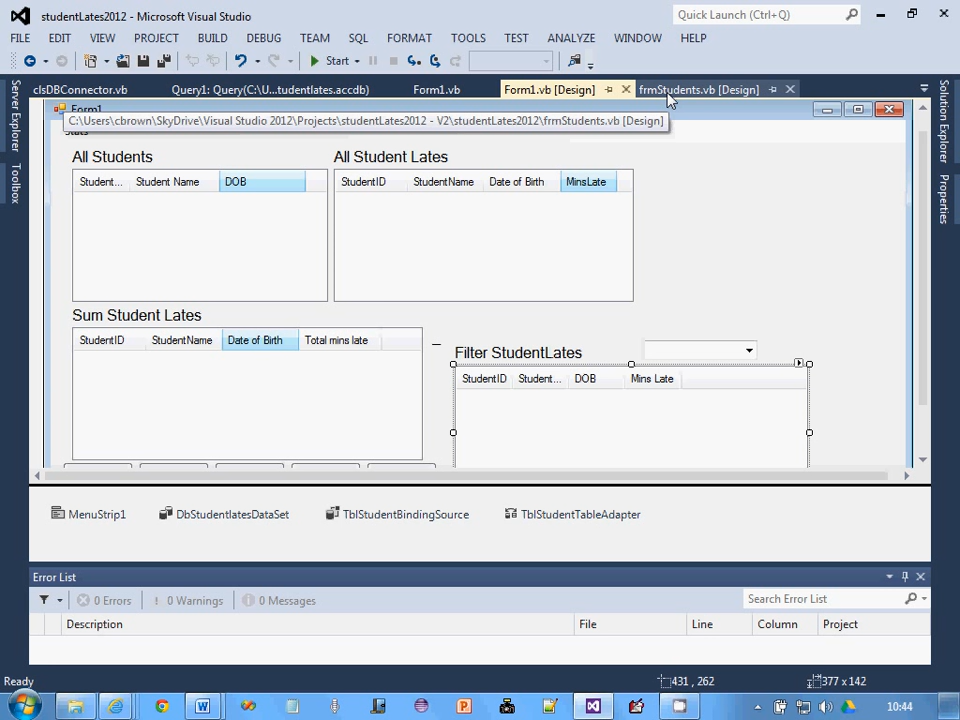 studentLates2012 - Microsoft Visual Studio
Quick Launch (Ctrl+Q)
FILE EDIT VIEW PROJECT BUILD DEBUG TEAM SQL FORMAT TOOLS TEST ANALYZE WINDOW HELP
Start
clsDBConnector.vb Query1: Query(C:\U...tudentlates.accdb) Form1.vb Form1.vb [Design] frmStudents.vb [Design]
Server Explorer
Toolbox
Solution Explorer
Properties
Form1
C:\Users\cbrown\SkyDrive\Visual Studio 2012\Projects\studentLates2012 - V2\studentLates2012\frmStudents.vb [Design]
All Students All Student Lates
Student... Student Name DOB StudentID StudentName Date of Birth MinsLate
Sum Student Lates
StudentID StudentName Date of Birth Total mins late
Filter StudentLates
StudentID Student... DOB Mins Late
MenuStrip1 DbStudentlatesDataSet TblStudentBindingSource TblStudentTableAdapter
Error List
0 Errors 0 Warnings 0 Messages Search Error List
Description File Line Column Project
Ready 431 , 262 377 x 142
10:44